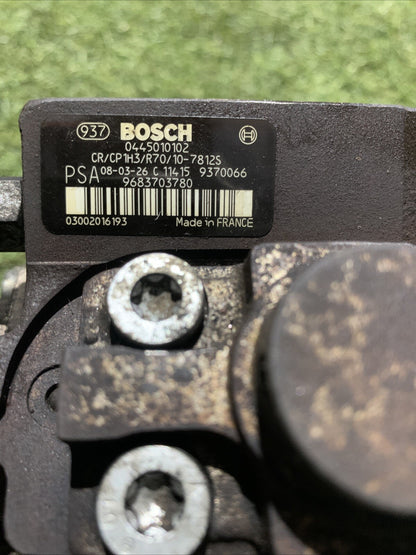 937 BOSCH
0445010102
CR/CP1H3/R70/10-7812S
PSA 08-03-26 C 11415 9370066
9683703780
03002016193 Made in FRANCE